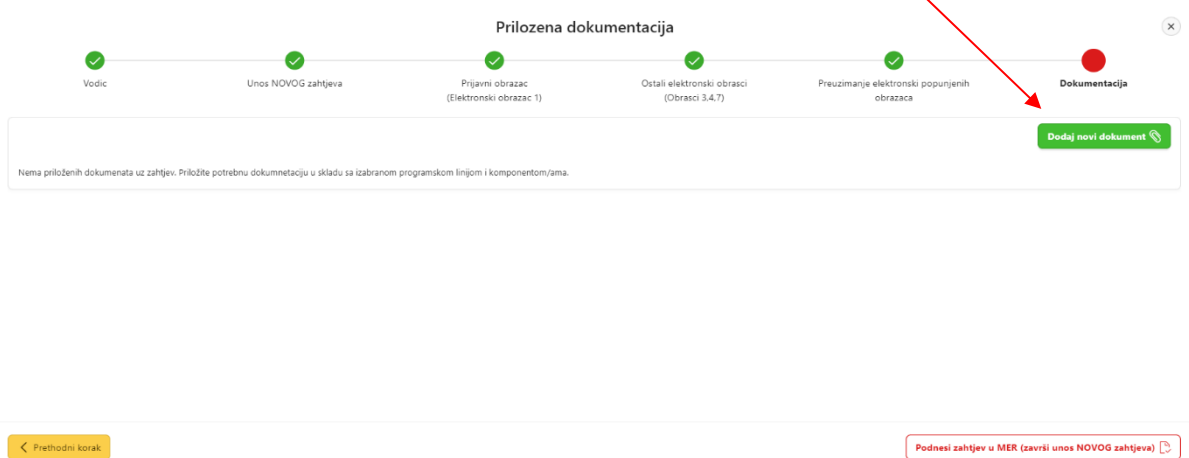 Prilozena dokumentacija
Vodic
Unos NOVOG zahtjeva
Prijavni obrazac
(Elektronski obrazac 1)
Ostali elektronski obrasci
(Obrasci 3,4,7)
Preuzimanje elektronski popunjenih
obrazaca
Dokumentacija
Dodaj novi dokument
Nema priloženih dokumenata uz zahtjev. Priložite potrebnu dokumnetaciju u skladu sa izabranom programskom linijom i komponentom/ama.
Prethodni korak
Podnesi zahtjev u MER (završi unos NOVOG zahtjeva)